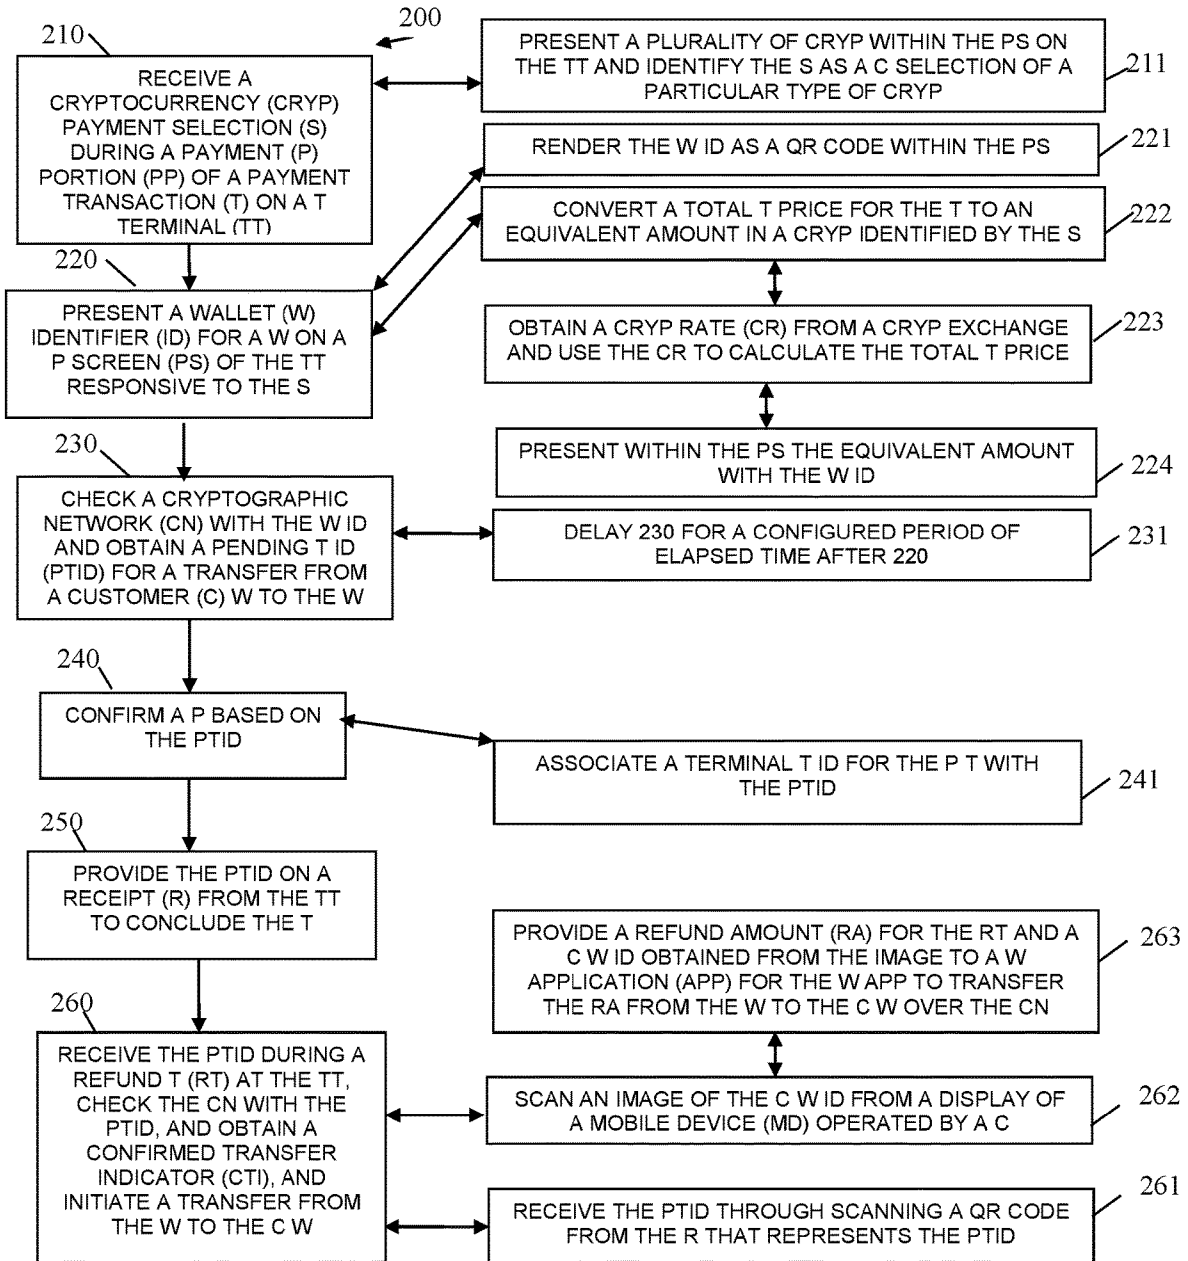 200
210
RECEIVE A
CRYPTOCURRENCY (CRYP)
PAYMENT SELECTION (S)
DURING A PAYMENT (P)
PORTION (PP) OF A PAYMENT
TRANSACTION (T) ON A T
TERMINAL (TT)
PRESENT A PLURALITY OF CRYP WITHIN THE PS ON
THE TT AND IDENTIFY THE S AS A C SELECTION OF A
PARTICULAR TYPE OF CRYP
211
RENDER THE W ID AS A QR CODE WITHIN THE PS
221
CONVERT A TOTAL T PRICE FOR THE T TO AN
EQUIVALENT AMOUNT IN A CRYP IDENTIFIED BY THE S
222
220
PRESENT A WALLET (W)
IDENTIFIER (ID) FOR A W ON A
P SCREEN (PS) OF THE TT
RESPONSIVE TO THE S
OBTAIN A CRYP RATE (CR) FROM A CRYP EXCHANGE
AND USE THE CR TO CALCULATE THE TOTAL T PRICE
223
PRESENT WITHIN THE PS THE EQUIVALENT AMOUNT
WITH THE W ID
224
230
CHECK A CRYPTOGRAPHIC
NETWORK (CN) WITH THE W ID
AND OBTAIN A PENDING T ID
(PTID) FOR A TRANSFER FROM
A CUSTOMER (C) W TO THE W
DELAY 230 FOR A CONFIGURED PERIOD OF
ELAPSED TIME AFTER 220
231
240
CONFIRM A P BASED ON
THE PTID
ASSOCIATE A TERMINAL T ID FOR THE P T WITH
THE PTID
241
250
PROVIDE THE PTID ON A
RECEIPT (R) FROM THE TT
TO CONCLUDE THE T
PROVIDE A REFUND AMOUNT (RA) FOR THE RT AND A
C W ID OBTAINED FROM THE IMAGE TO A W
APPLICATION (APP) FOR THE W APP TO TRANSFER
THE RA FROM THE W TO THE C W OVER THE CN
263
260
RECEIVE THE PTID DURING A
REFUND T (RT) AT THE TT,
CHECK THE CN WITH THE
PTID, AND OBTAIN A
CONFIRMED TRANSFER
INDICATOR (CTI), AND
INITIATE A TRANSFER FROM
THE W TO THE C W
SCAN AN IMAGE OF THE C W ID FROM A DISPLAY OF
A MOBILE DEVICE (MD) OPERATED BY A C
262
RECEIVE THE PTID THROUGH SCANNING A QR CODE
FROM THE R THAT REPRESENTS THE PTID
261